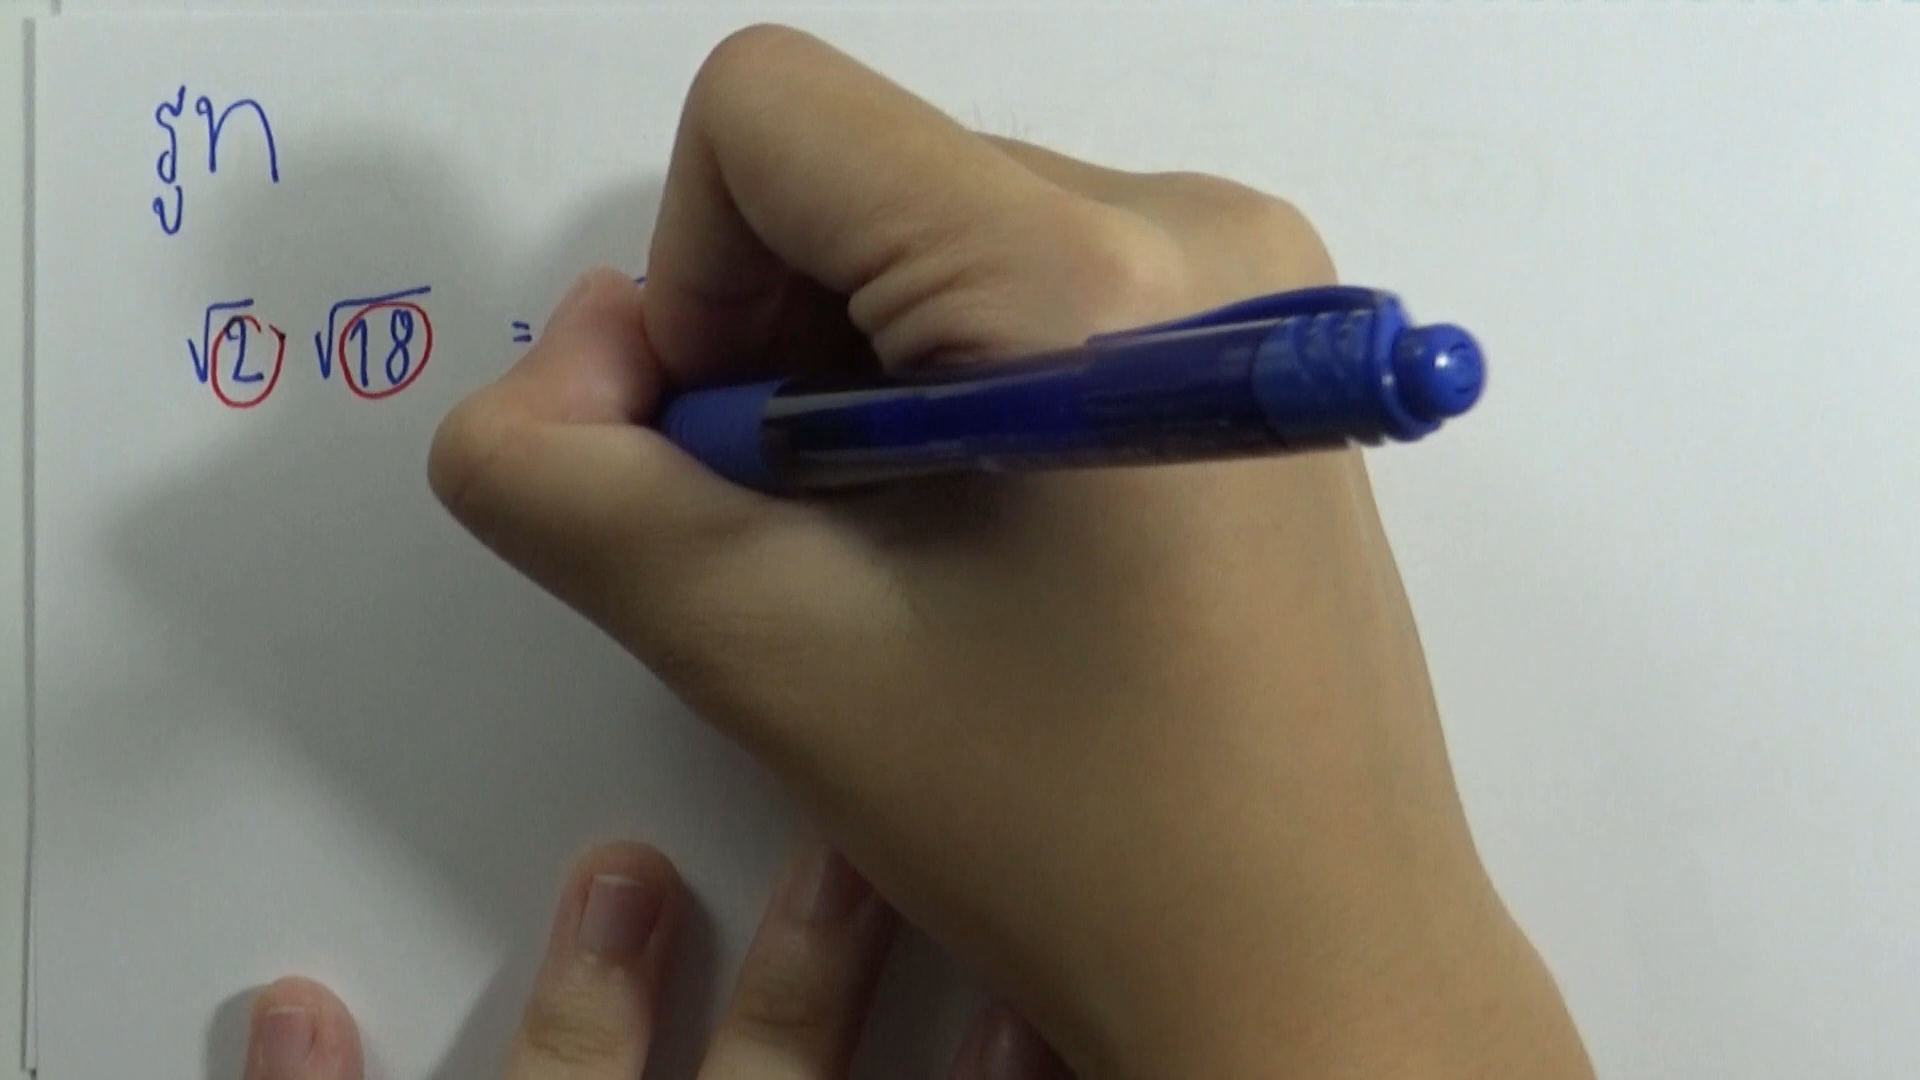 รูท
√2 · √18 =